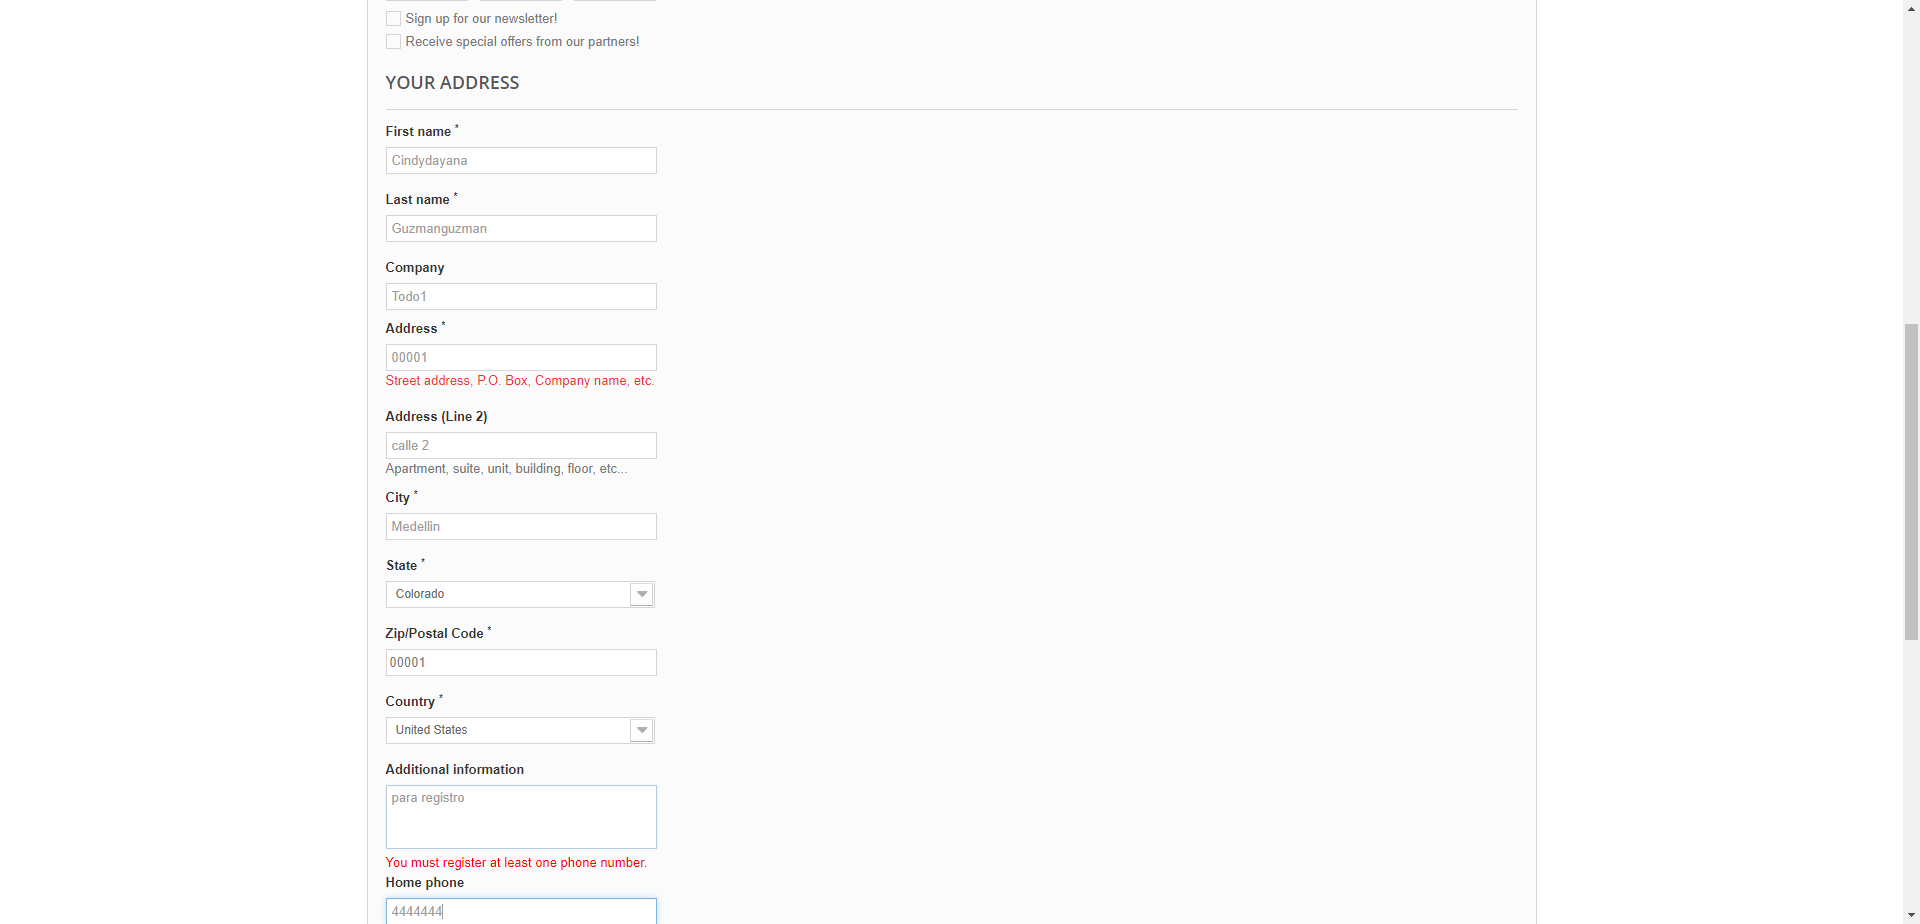 Sign up for our newsletter!
Receive special offers from our partners!
YOUR ADDRESS
First name *
Cindydayana
Last name *
Guzmanguzman
Company
Todo1
Address *
00001
Street address, P.O. Box, Company name, etc.
Address (Line 2)
calle 2
Apartment, suite, unit, building, floor, etc...
City *
Medellin
State *
Colorado
Zip/Postal Code *
00001
Country *
United States
Additional information
para registro
You must register at least one phone number.
Home phone
4444444